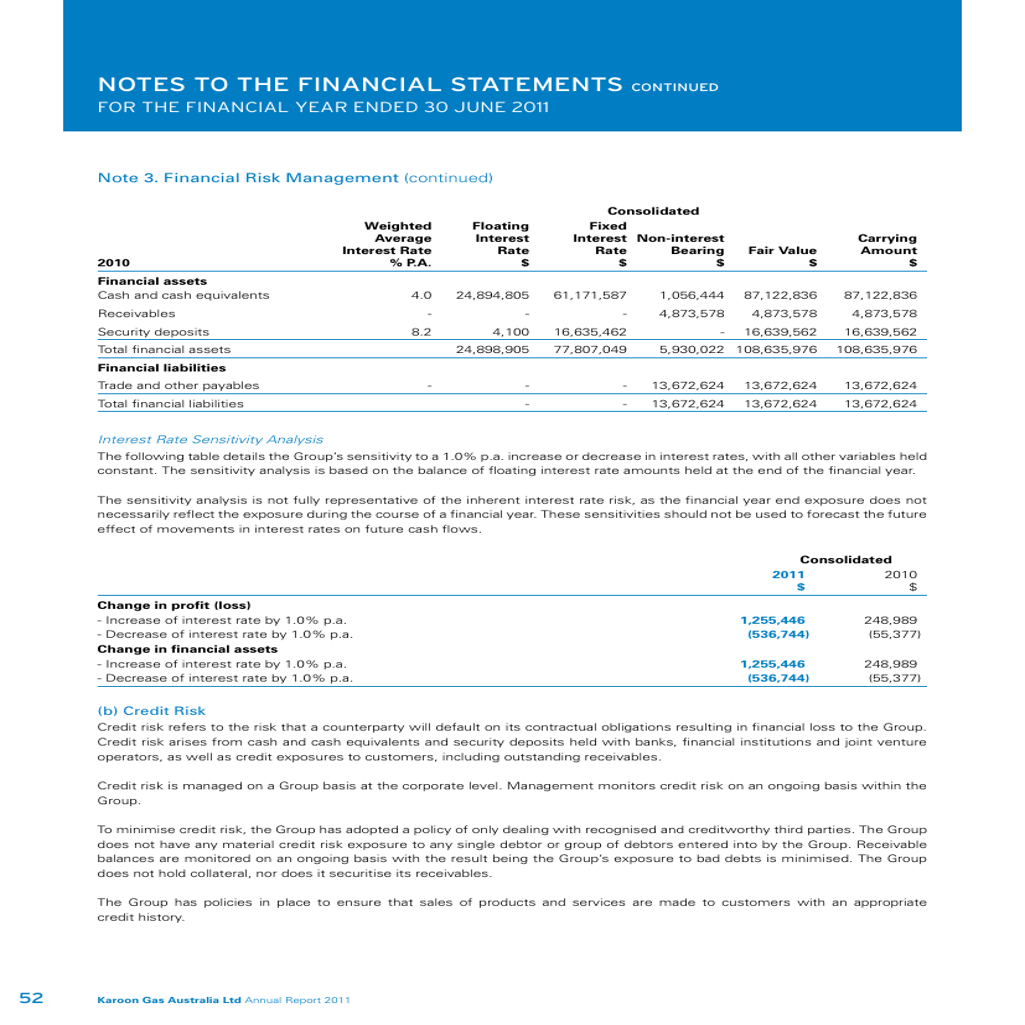 NOTES TO THE FINANCIAL STATEMENTS CONTINUED
FOR THE FINANCIAL YEAR ENDED 30 JUNE 2011
Note 3. Financial Risk Management (continued)
Consolidated
Weighted Floating Fixed
Average Interest Interest Non-interest Carrying
Interest Rate Rate Rate Bearing Fair Value Amount
2010 % P.A. $ $ $ $ $
Financial assets
Cash and cash equivalents 4.0 24,894,805 61,171,587 1,056,444 87,122,836 87,122,836
Receivables - - - 4,873,578 4,873,578 4,873,578
Security deposits 8.2 4,100 16,635,462 - 16,639,562 16,639,562
Total financial assets 24,898,905 77,807,049 5,930,022 108,635,976 108,635,976
Financial liabilities
Trade and other payables - - - 13,672,624 13,672,624 13,672,624
Total financial liabilities - - 13,672,624 13,672,624 13,672,624
Interest Rate Sensitivity Analysis
The following table details the Group's sensitivity to a 1.0% p.a. increase or decrease in interest rates, with all other variables held
constant. The sensitivity analysis is based on the balance of floating interest rate amounts held at the end of the financial year.
The sensitivity analysis is not fully representative of the inherent interest rate risk, as the financial year end exposure does not
necessarily reflect the exposure during the course of a financial year. These sensitivities should not be used to forecast the future
effect of movements in interest rates on future cash flows.
Consolidated
2011 2010
$ $
Change in profit (loss)
- Increase of interest rate by 1.0% p.a. 1,255,446 248,989
- Decrease of interest rate by 1.0% p.a. (536,744) (55,377)
Change in financial assets
- Increase of interest rate by 1.0% p.a. 1,255,446 248,989
- Decrease of interest rate by 1.0% p.a. (536,744) (55,377)
(b) Credit Risk
Credit risk refers to the risk that a counterparty will default on its contractual obligations resulting in financial loss to the Group.
Credit risk arises from cash and cash equivalents and security deposits held with banks, financial institutions and joint venture
operators, as well as credit exposures to customers, including outstanding receivables.
Credit risk is managed on a Group basis at the corporate level. Management monitors credit risk on an ongoing basis within the
Group.
To minimise credit risk, the Group has adopted a policy of only dealing with recognised and creditworthy third parties. The Group
does not have any material credit risk exposure to any single debtor or group of debtors entered into by the Group. Receivable
balances are monitored on an ongoing basis with the result being the Group's exposure to bad debts is minimised. The Group
does not hold collateral, nor does it securitise its receivables.
The Group has policies in place to ensure that sales of products and services are made to customers with an appropriate
credit history.
52 Karoon Gas Australia Ltd Annual Report 2011